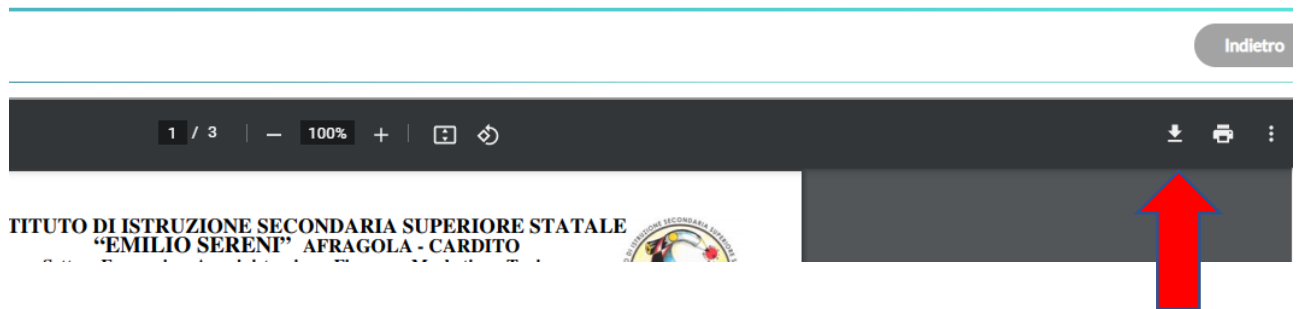 Indietro
1 / 3 100%
TITUTO DI ISTRUZIONE SECONDARIA SUPERIORE STATALE
“EMILIO SERENI” AFRAGOLA - CARDITO